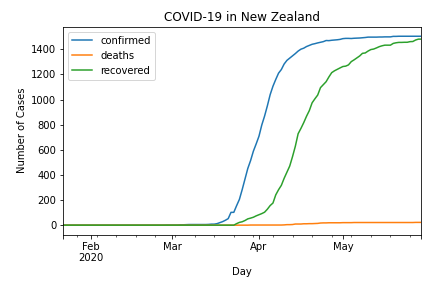 COVID-19 in New Zealand
confirmed
deaths
recovered
Number of Cases
1400
1200
1000
800
600
400
200
0
Feb
2020
Mar
Apr
May
Day